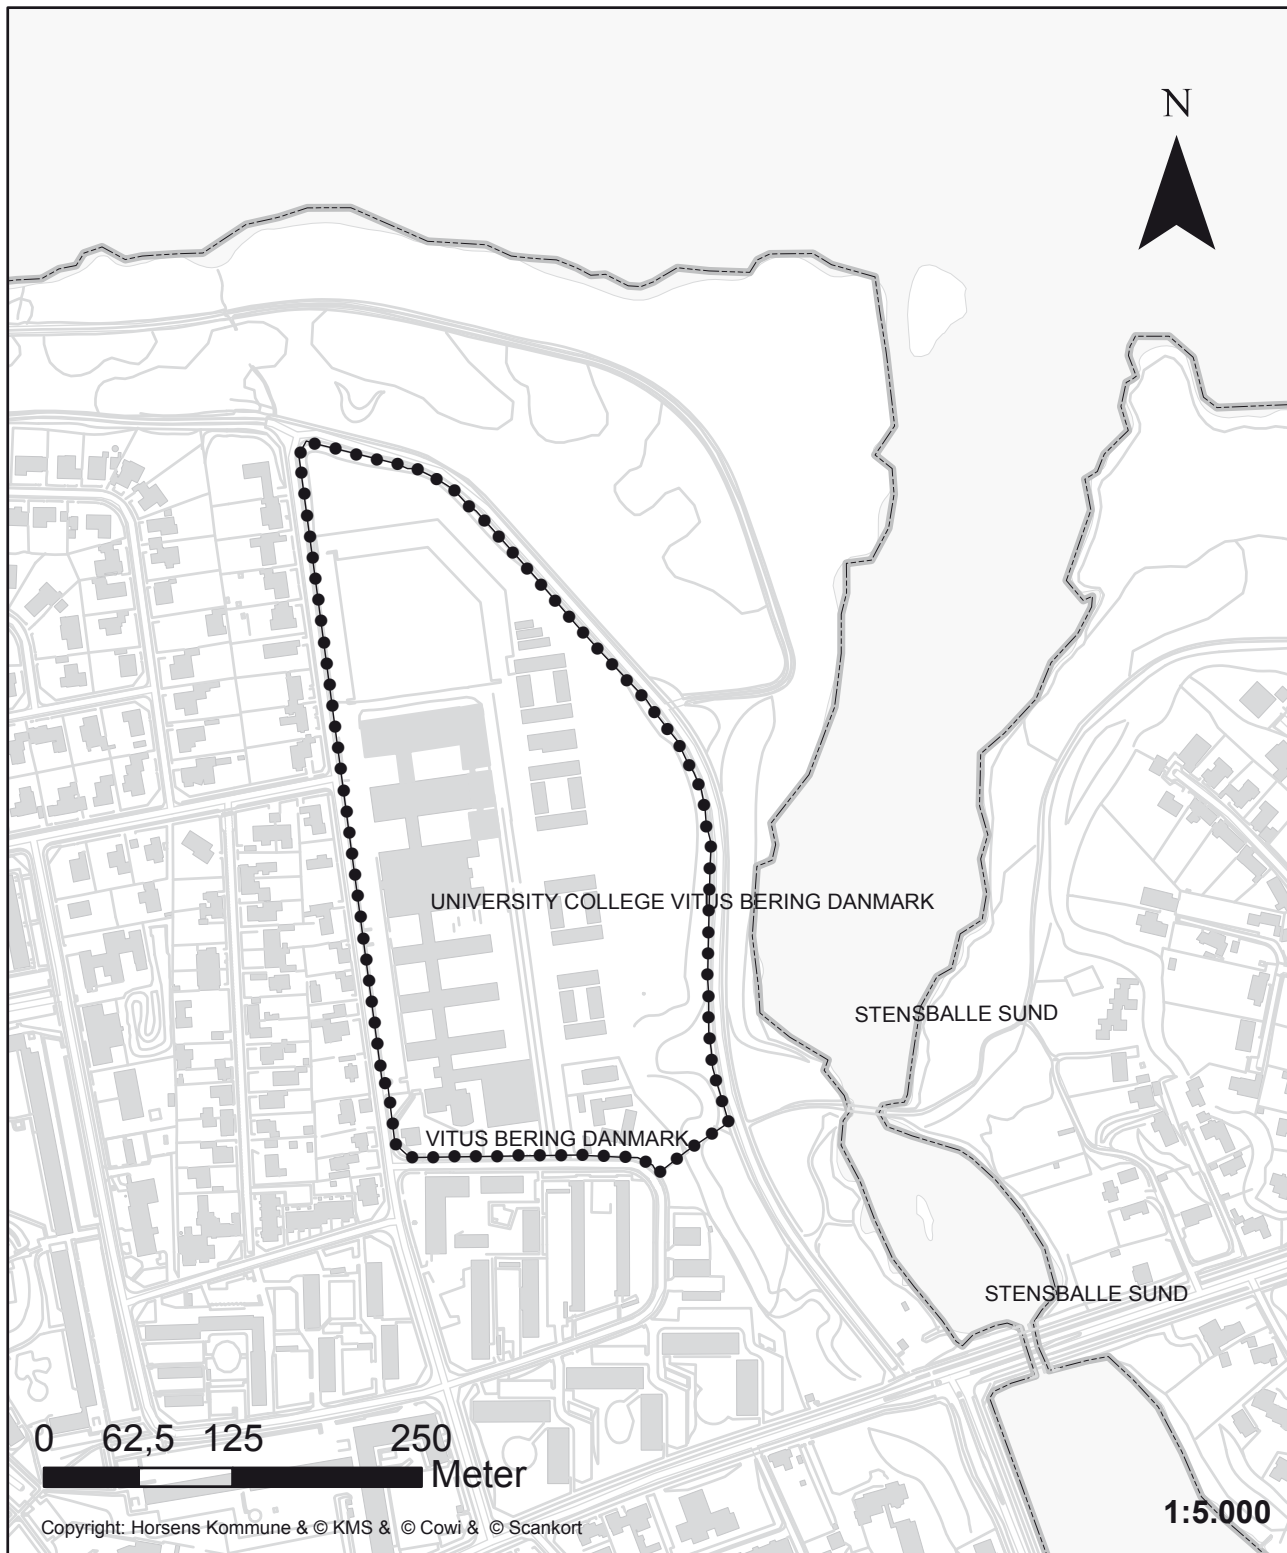 N
UNIVERSITY COLLEGE VITUS BERING DANMARK
STENSBALLE SUND
VITUS BERING DANMARK
STENSBALLE SUND
0 62,5 125 250
Meter
1:5.000
Copyright: Horsens Kommune & © KMS & © Cowi & © Scankort